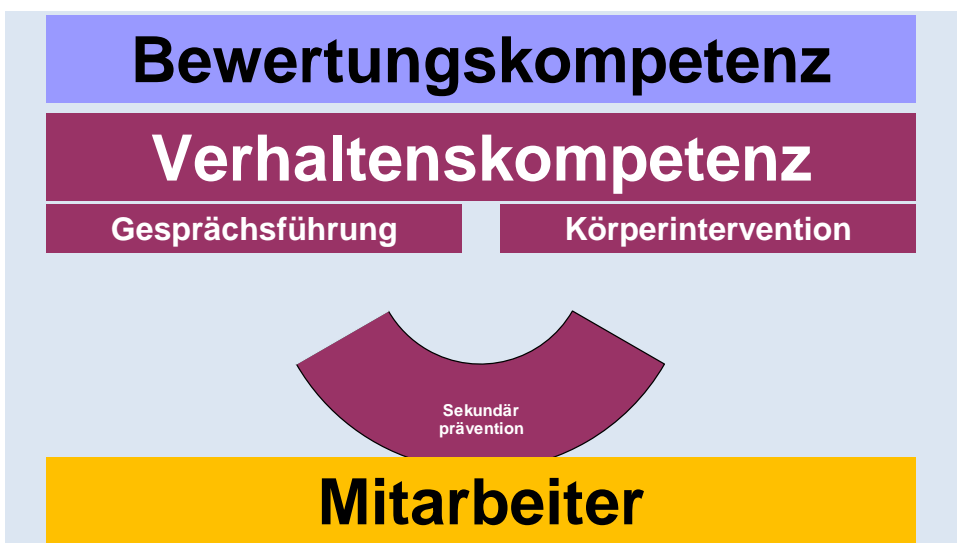 Bewertungskompetenz
Verhaltenskompetenz
Gesprächsführung
Körperintervention
Sekundär
prävention
Mitarbeiter